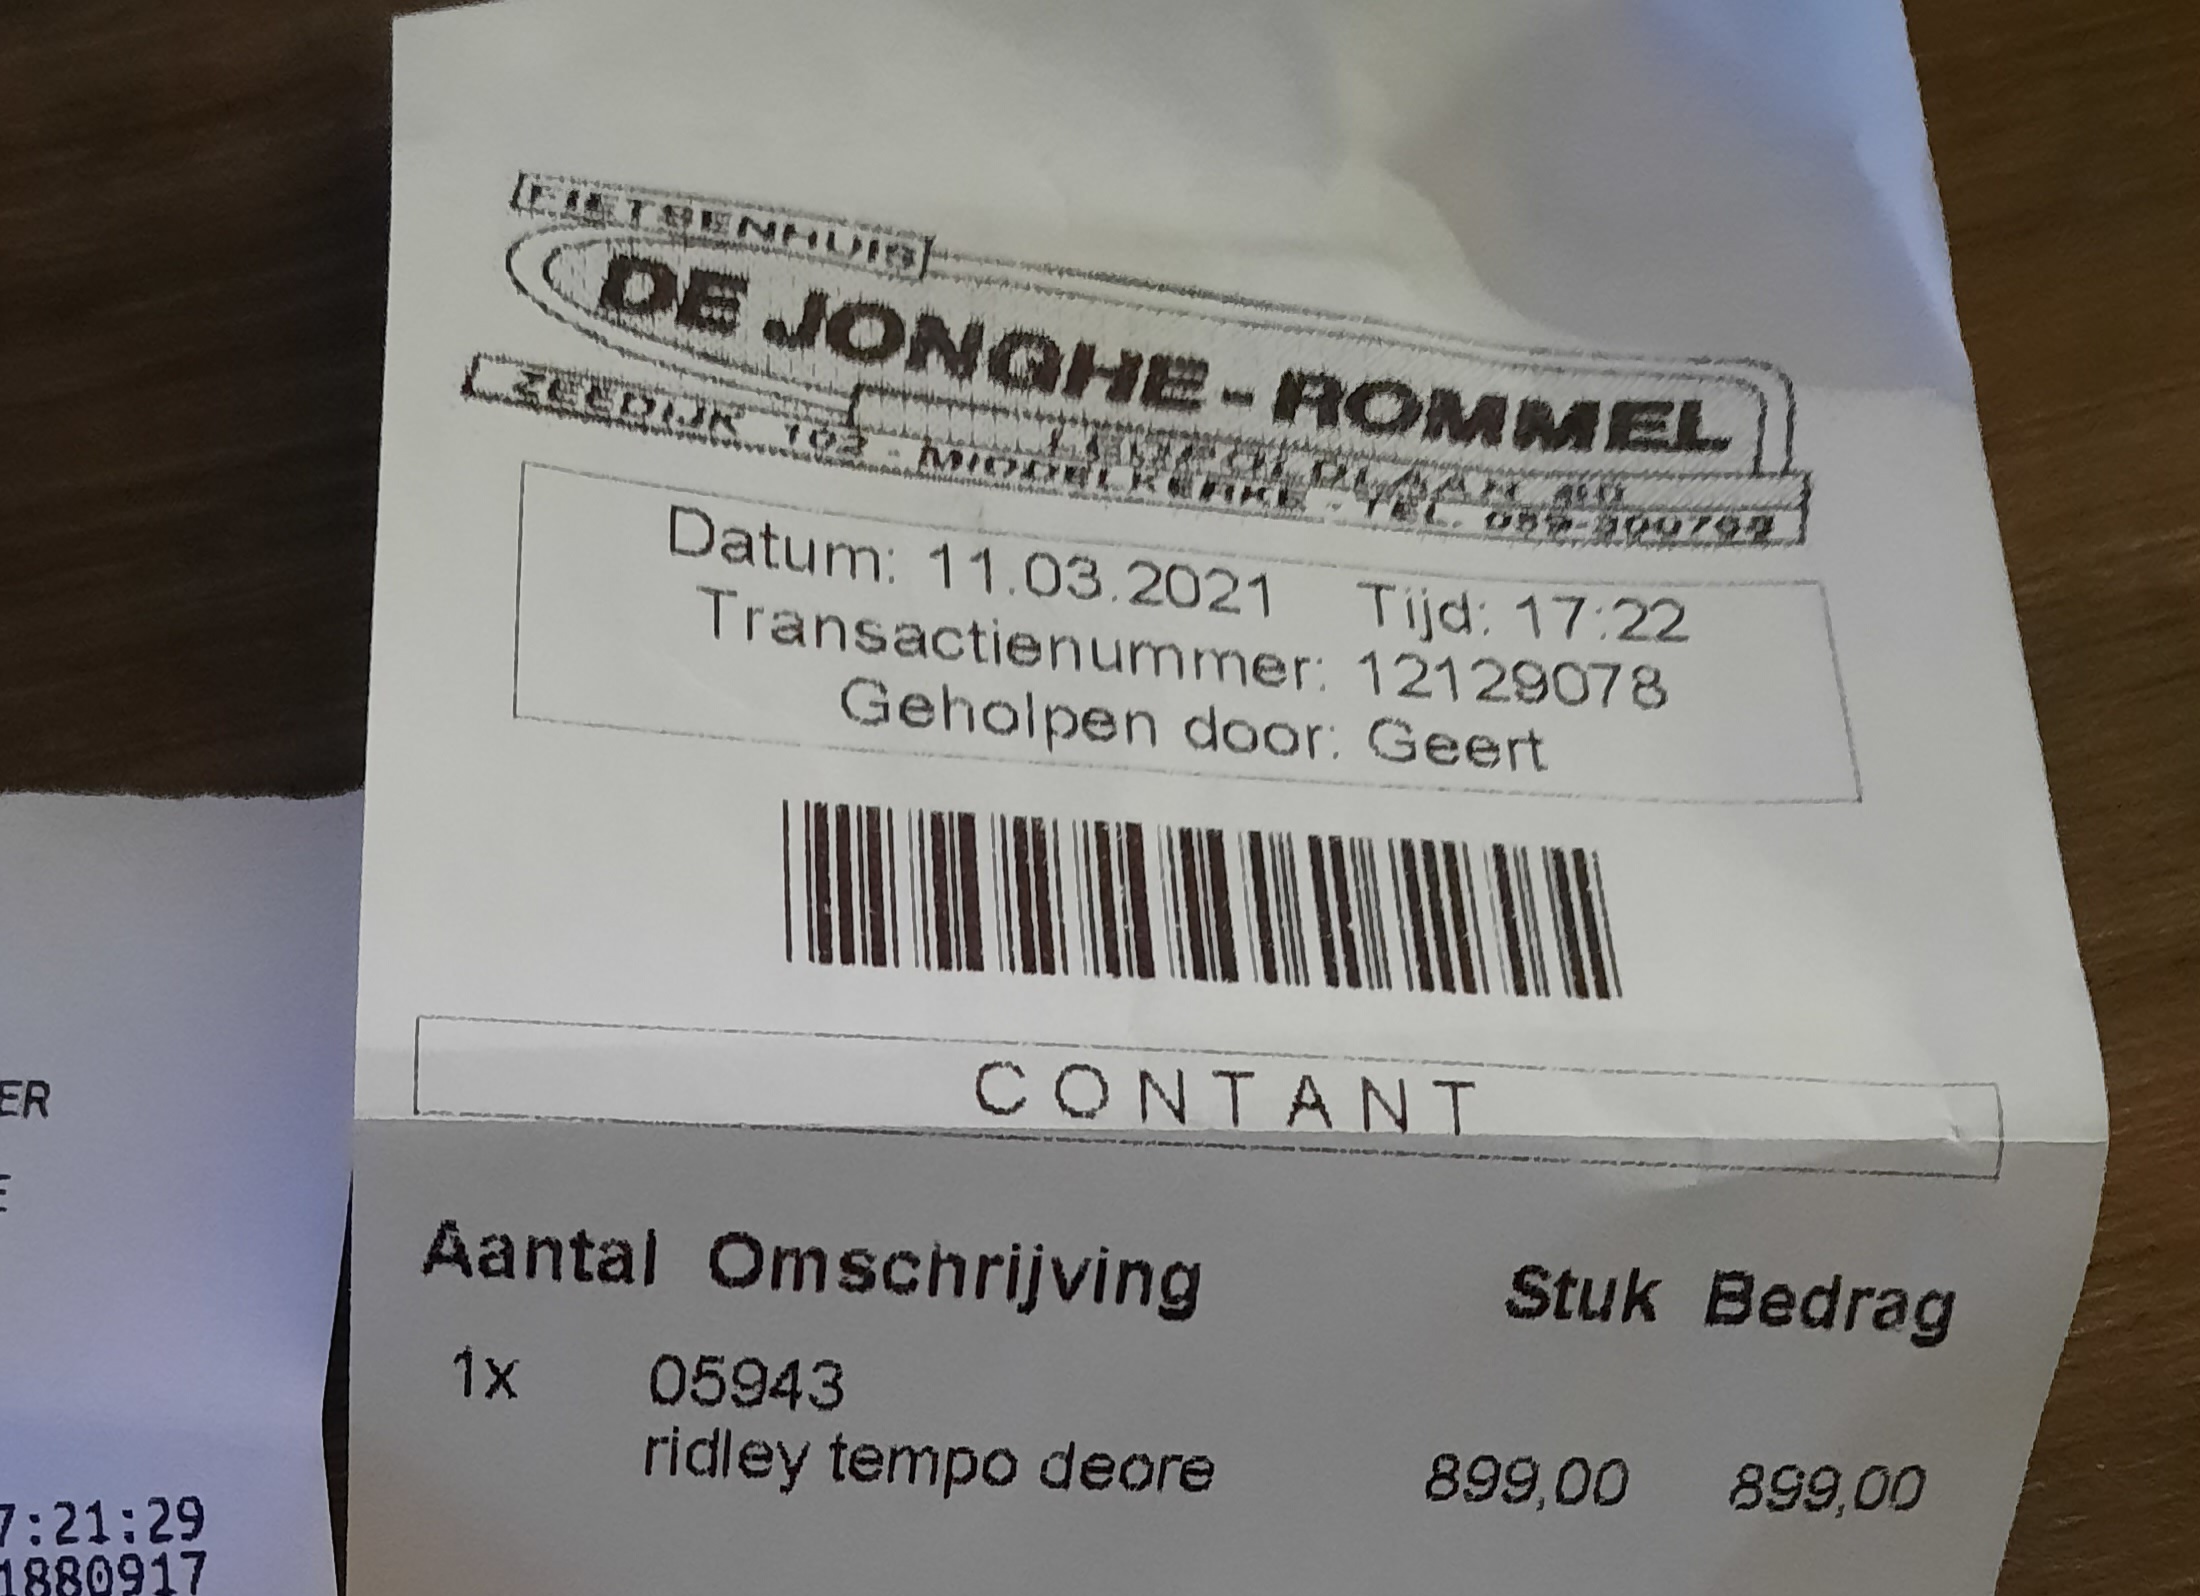 FIETSENHUIS
DE JONGHE - ROMMEL
ZEEDIJK 102 - MIDDELKERKE - TEL.
Datum: 11.03.2021 Tijd: 17:22
Transactienummer: 12129078
Geholpen door: Geert
CONTANT
Aantal Omschrijving Stuk Bedrag
1x 05943
ridley tempo deore 899,00 899,00
ER
E
7:21:29
1880917